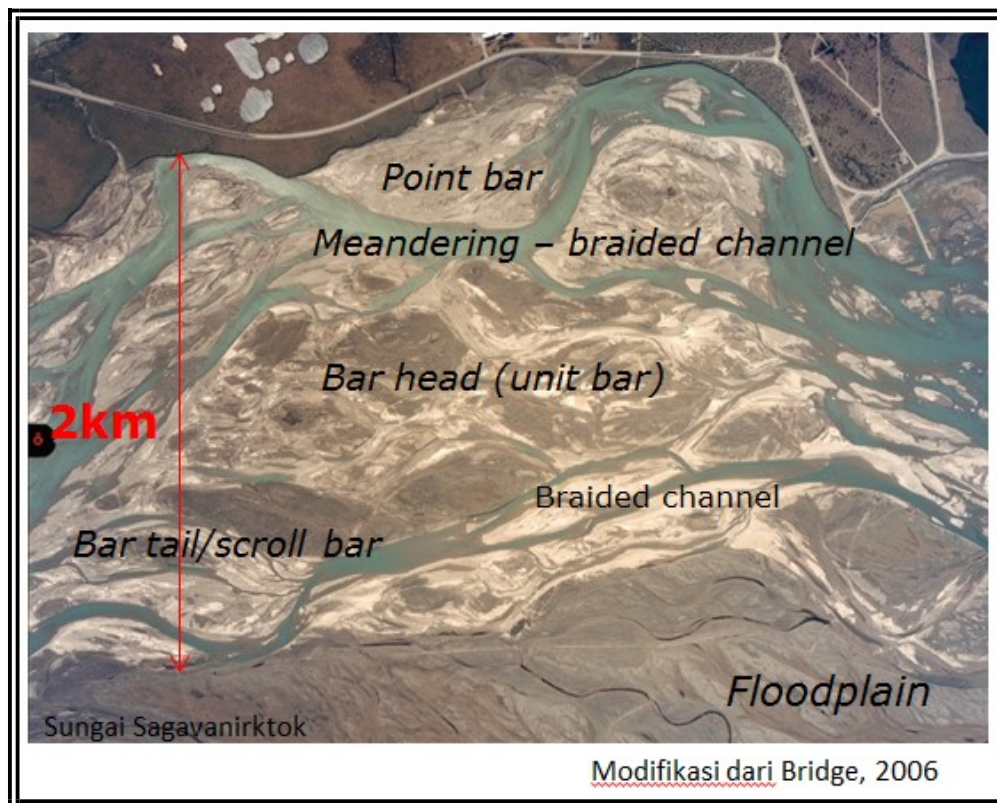 Point bar
Meandering – braided channel
Bar head (unit bar)
2km
Braided channel
Bar tail/scroll bar
Floodplain
Sungai Sagavanirktok
Modifikasi dari Bridge, 2006